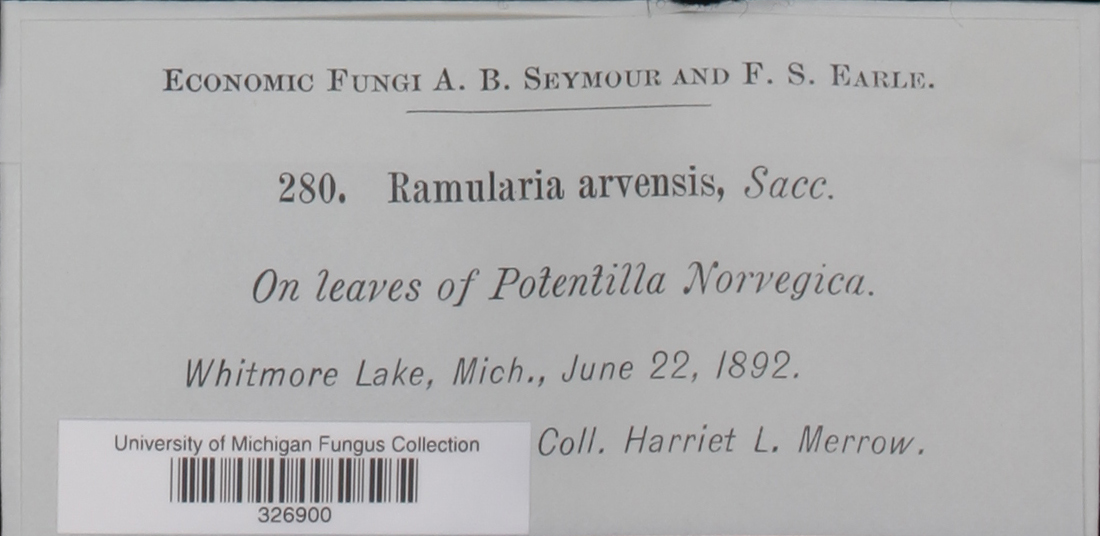 Economic Fungi A. B. Seymour and F. S. Earle.
280. Ramularia arvensis, Sacc.
On leaves of Potentilla Norvegica.
Whitmore Lake, Mich., June 22, 1892.
Coll. Harriet L. Merrow.
University of Michigan Fungus Collection
326900